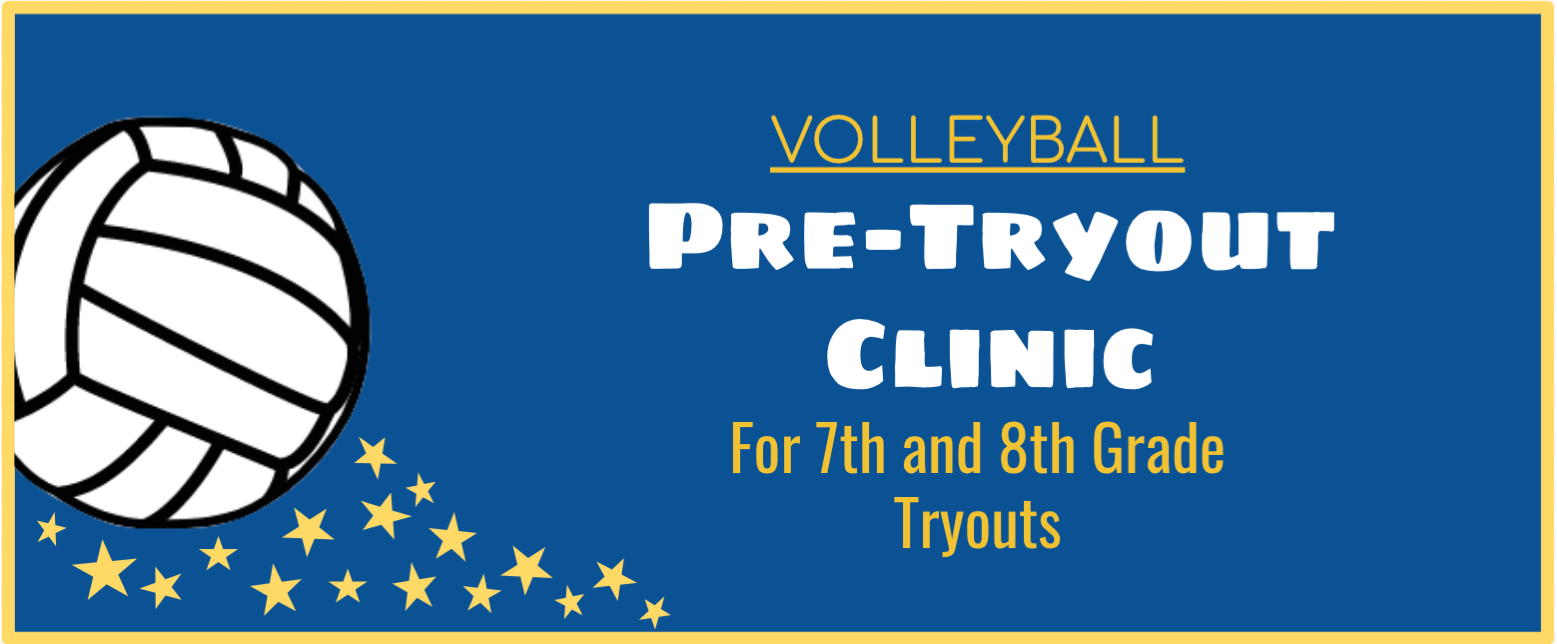 VOLLEYBALL
Pre-Tryout
Clinic
For 7th and 8th Grade
Tryouts